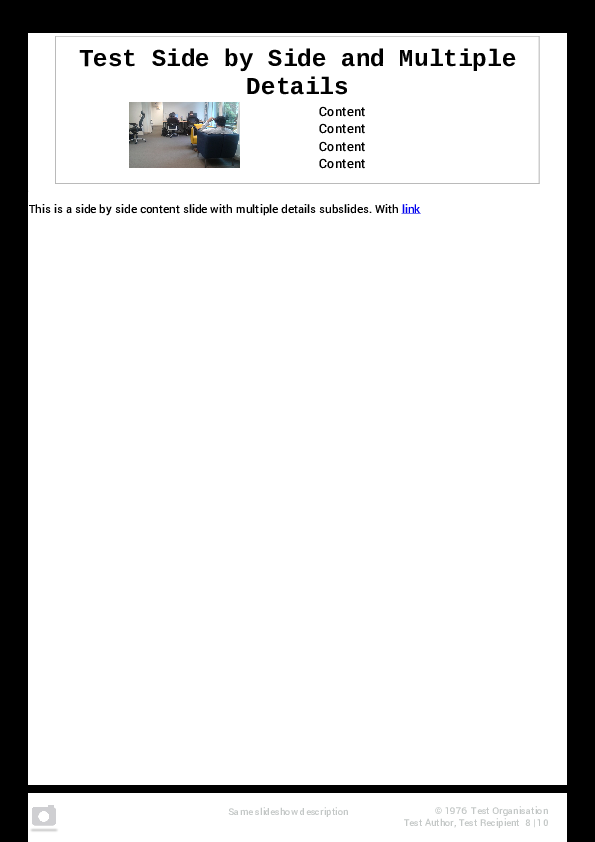 Test Side by Side and Multiple
Details
Content
Content
Content
Content
This is a side by side content slide with multiple details subslides. With link
Same slideshow description
© 1976 Test Organisation
Test Author, Test Recipient 8 | 10